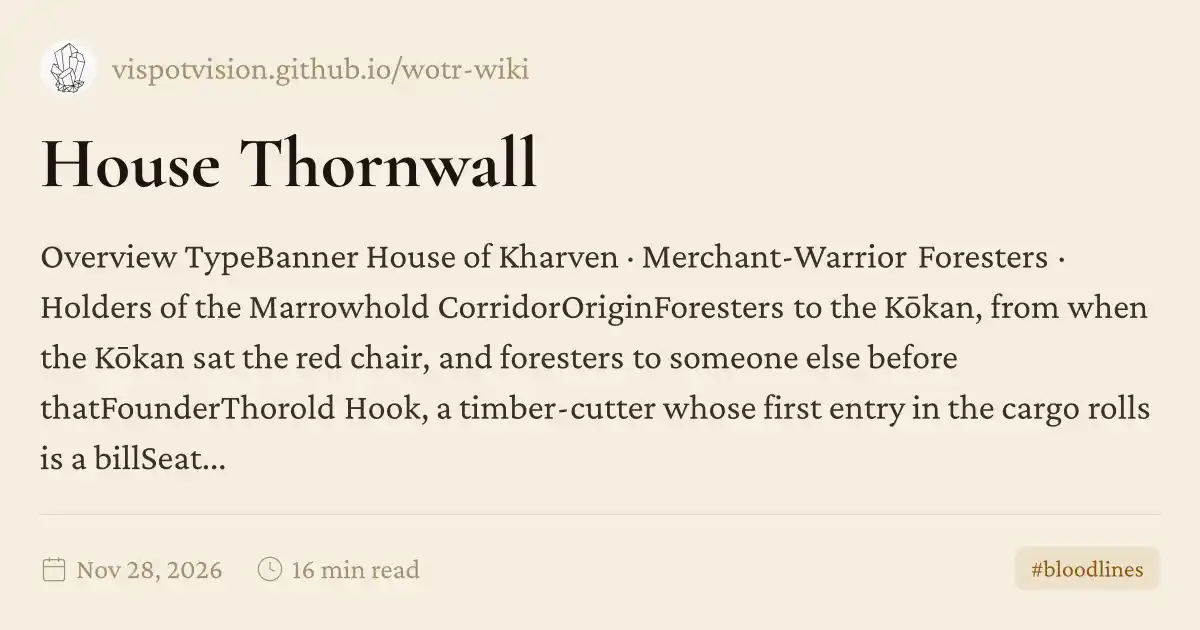 vispotvision.github.io/wotr-wiki
House Thornwall
Overview TypeBanner House of Kharven · Merchant-Warrior Foresters ·
Holders of the Marrowhold CorridorOriginForesters to the Kōkan, from when
the Kōkan sat the red chair, and foresters to someone else before
thatFounderThorold Hook, a timber-cutter whose first entry in the cargo rolls
is a billSeat...
Nov 28, 2026 16 min read #bloodlines